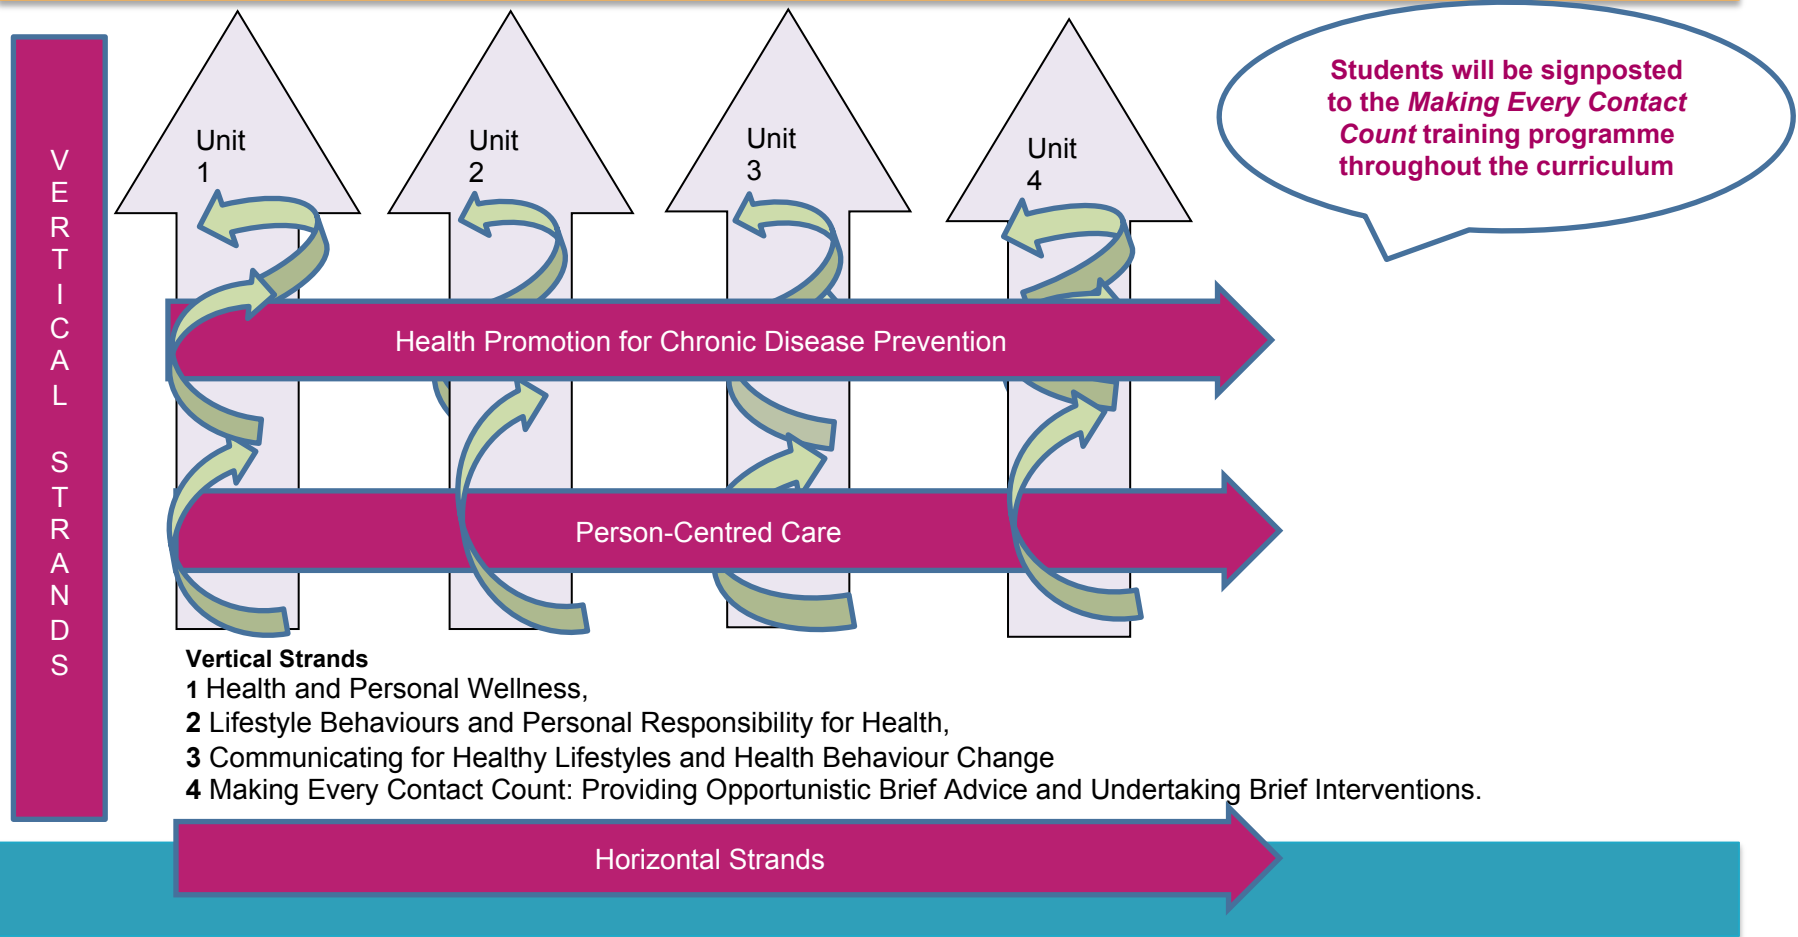 VERTICAL STRANDS
Unit
1
Unit
2
Unit
3
Unit
4
Students will be signposted
to the Making Every Contact
Count training programme
throughout the curriculum
Health Promotion for Chronic Disease Prevention
Person-Centred Care
Vertical Strands
1 Health and Personal Wellness,
2 Lifestyle Behaviours and Personal Responsibility for Health,
3 Communicating for Healthy Lifestyles and Health Behaviour Change
4 Making Every Contact Count: Providing Opportunistic Brief Advice and Undertaking Brief Interventions.
Horizontal Strands